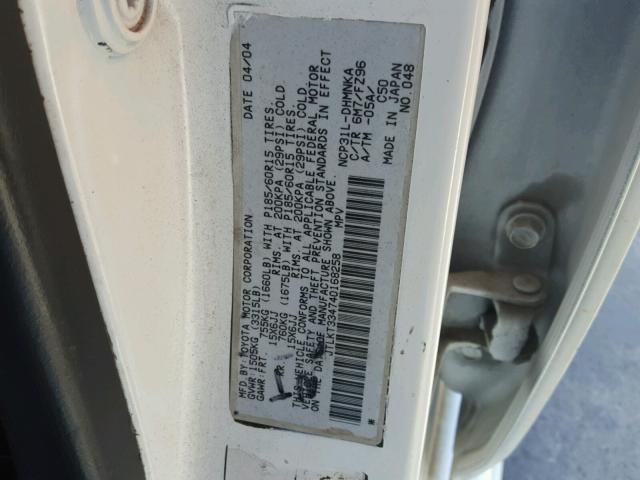 MFD. BY: TOYOTA MOTOR CORPORATION DATE 04/04
GVWR: 1505KG (3315LB)
GAWR: FRT 755KG (1660LB) WITH P185/60R15 TIRES.
15X6JJ RIMS. AT 200KPA (29PSI) COLD.
RR 760KG (1675LB) WITH P185/60R15 TIRES.
15X6JJ RIMS. AT 200KPA (29PSI) COLD.
THIS VEHICLE CONFORMS TO ALL APPLICABLE FEDERAL MOTOR
VEHICLE SAFETY AND THEFT PREVENTION STANDARDS IN EFFECT
ON THE DATE OF MANUFACTURE SHOWN ABOVE.
MPV
NCP31L-DHMNKA
C/TR 6M7/FZ96
A/TM -05A/ C50
MADE IN JAPAN NO.048